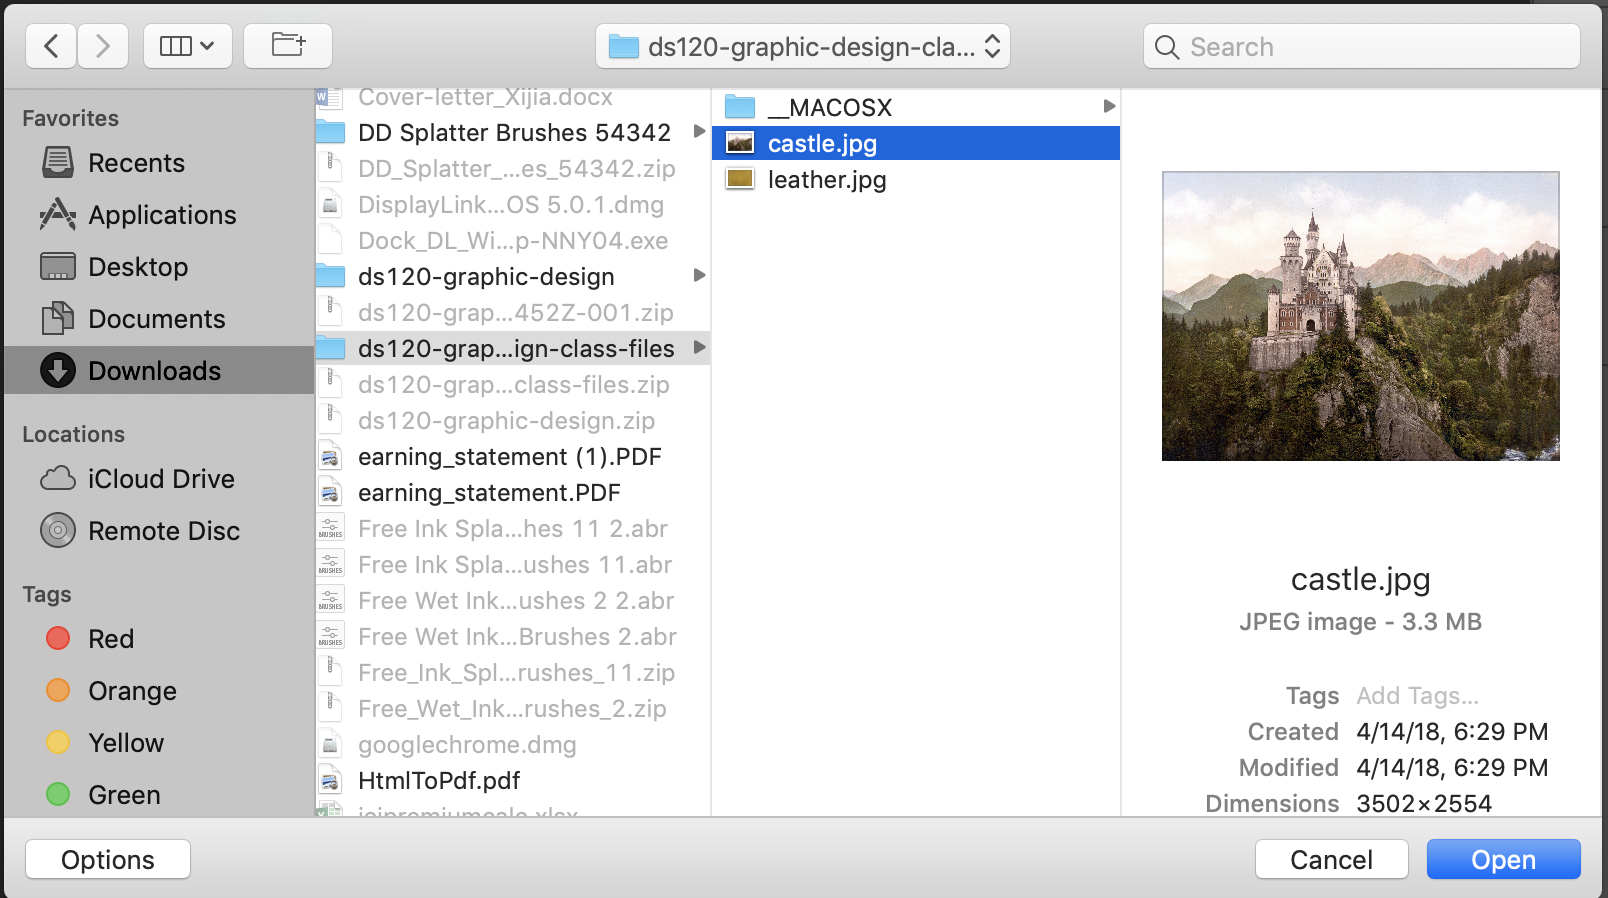 ds120-graphic-design-cla...
Search
Favorites
Recents
Applications
Desktop
Documents
Downloads
Locations
iCloud Drive
Remote Disc
Tags
Red
Orange
Yellow
Green
Cover-letter_Xijia.docx
DD Splatter Brushes 54342
DD_Splatter_...es_54342.zip
DisplayLink...OS 5.0.1.dmg
Dock_DL_Wi...p-NNY04.exe
ds120-graphic-design
ds120-grap...452Z-001.zip
ds120-grap...ign-class-files
ds120-grap...class-files.zip
ds120-graphic-design.zip
earning_statement (1).PDF
earning_statement.PDF
BRUSHES Free Ink Spla...hes 11 2.abr
BRUSHES Free Ink Spla...ushes 11.abr
BRUSHES Free Wet Ink...ushes 2 2.abr
BRUSHES Free Wet Ink...Brushes 2.abr
Free_Ink_Spl...rushes_11.zip
Free_Wet_Ink...rushes_2.zip
googlechrome.dmg
HtmlToPdf.pdf
__MACOSX
castle.jpg
leather.jpg
castle.jpg
JPEG image - 3.3 MB
Tags Add Tags...
Created 4/14/18, 6:29 PM
Modified 4/14/18, 6:29 PM
Dimensions 3502×2554
Options
Cancel
Open